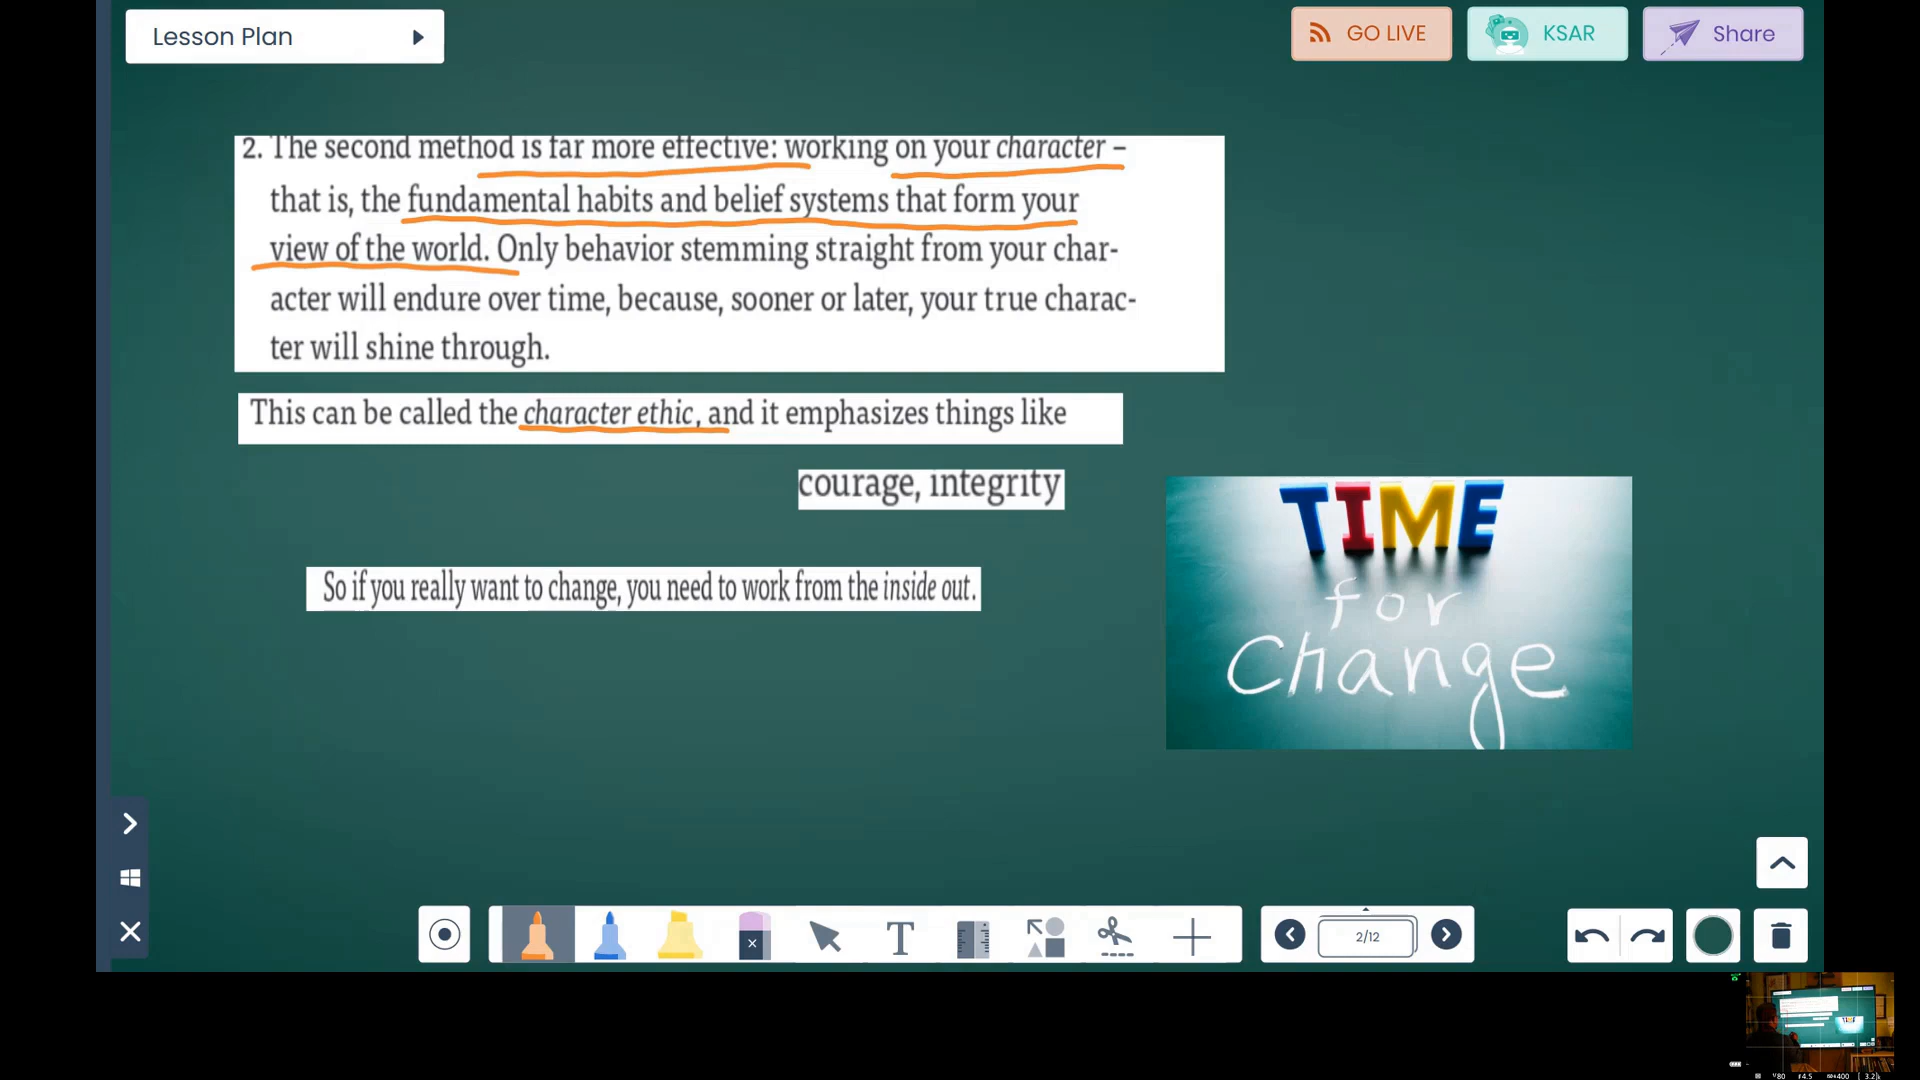 Lesson Plan
GO LIVE
KSAR
Share
2. The second method is far more effective: working on your character –
that is, the fundamental habits and belief systems that form your
view of the world. Only behavior stemming straight from your char-
acter will endure over time, because, sooner or later, your true charac-
ter will shine through.
This can be called the character ethic, and it emphasizes things like
courage, integrity
So if you really want to change, you need to work from the inside out.
TIME
for
Change
T
2/12